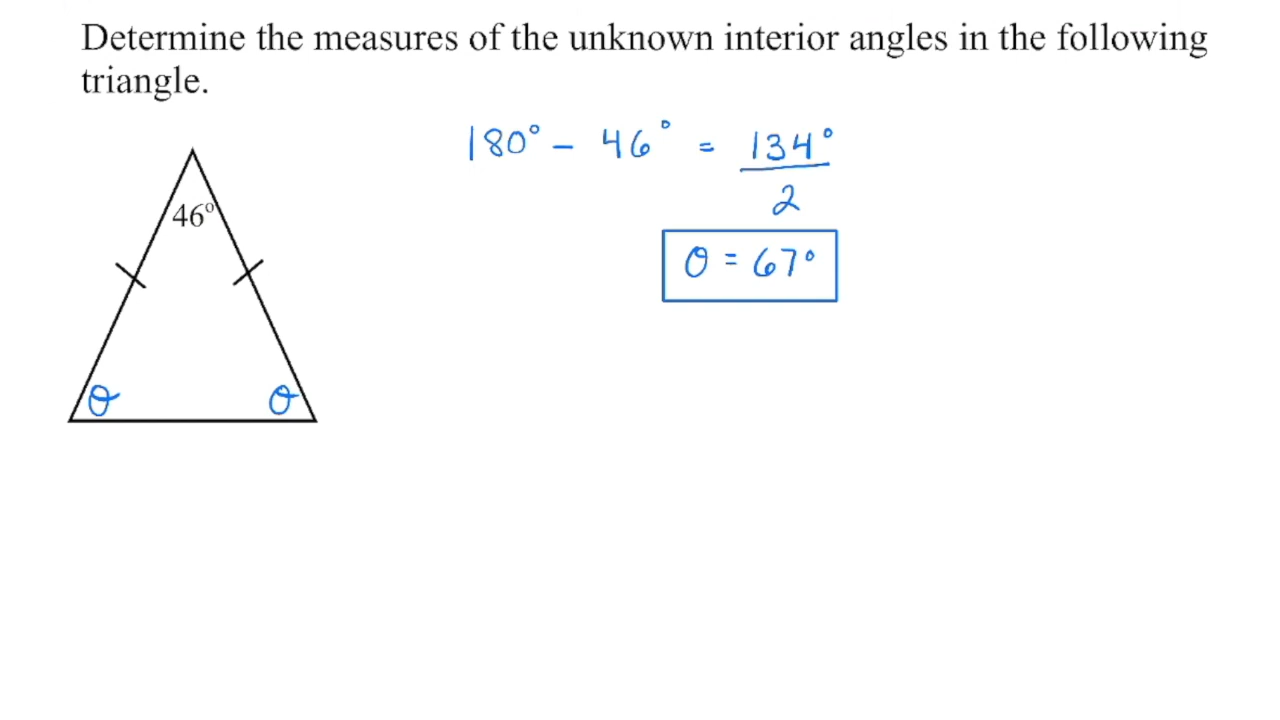 Determine the measures of the unknown interior angles in the following
triangle.
180° - 46° = 134°
2
θ = 67°
46°
θ θ